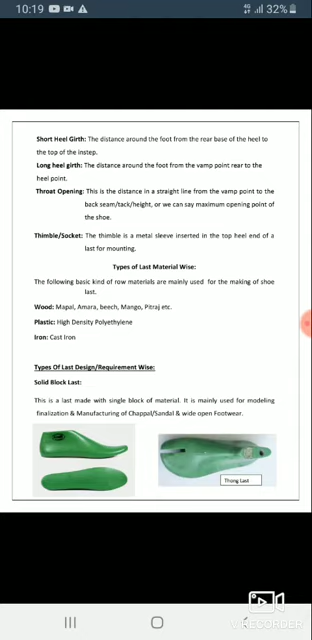 10:19 4G 32%
Short Heel Girth: The distance around the foot from the rear base of the heel to
the top of the instep.
Long heel girth: The distance around the foot from the vamp point rear to the
heel point.
Throat Opening: This is the distance in a straight line from the vamp point to the
back seam/tack/height, or we can say maximum opening point of
the shoe.
Thimble/Socket: The thimble is a metal sleeve inserted in the top heel end of a
last for mounting.
Types of Last Material Wise:
The following basic kind of row materials are mainly used for the making of shoe
last.
Wood: Mapal, Amara, beech, Mango, Pitraj etc.
Plastic: High Density Polyethylene
Iron: Cast Iron
Types Of Last Design/Requirement Wise:
Solid Block Last:
This is a last made with single block of material. It is mainly used for modeling
finalization & Manufacturing of Chappal/Sandal & wide open Footwear.
Thong Last
V RECORDER